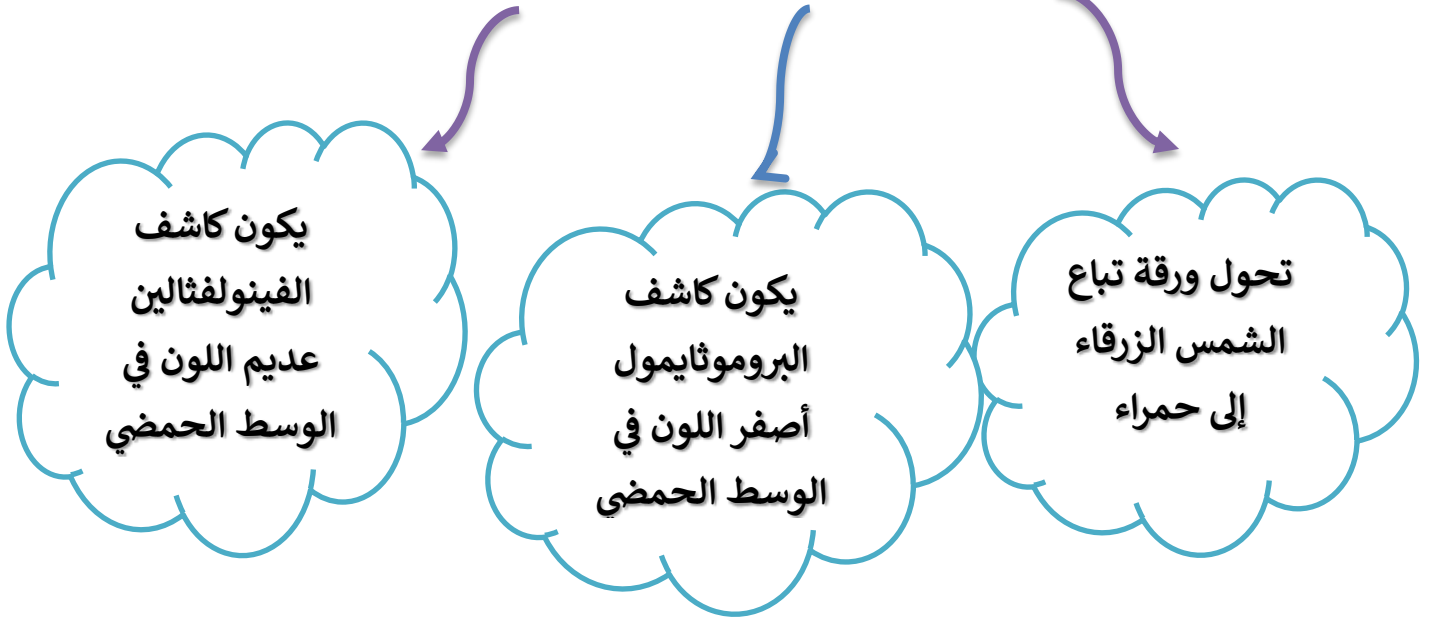 تحول ورقة تباع
الشمس الزرقاء
إلى حمراء
يكون كاشف
البروموثايمول
أصفر اللون في
الوسط الحمضي
يكون كاشف
الفينولفثالين
عديم اللون في
الوسط الحمضي